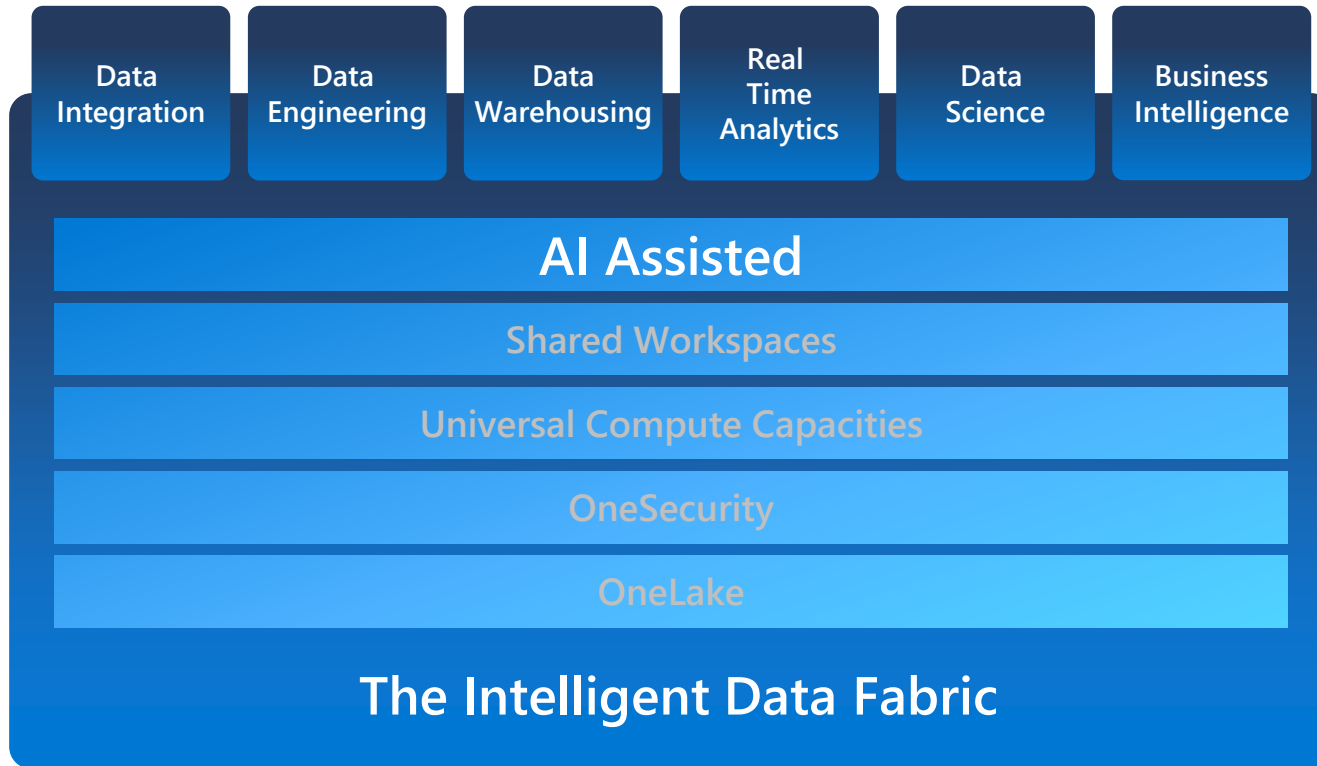 Data
Integration
Data
Engineering
Data
Warehousing
Real
Time
Analytics
Data
Science
Business
Intelligence
AI Assisted
Shared Workspaces
Universal Compute Capacities
OneSecurity
OneLake
The Intelligent Data Fabric